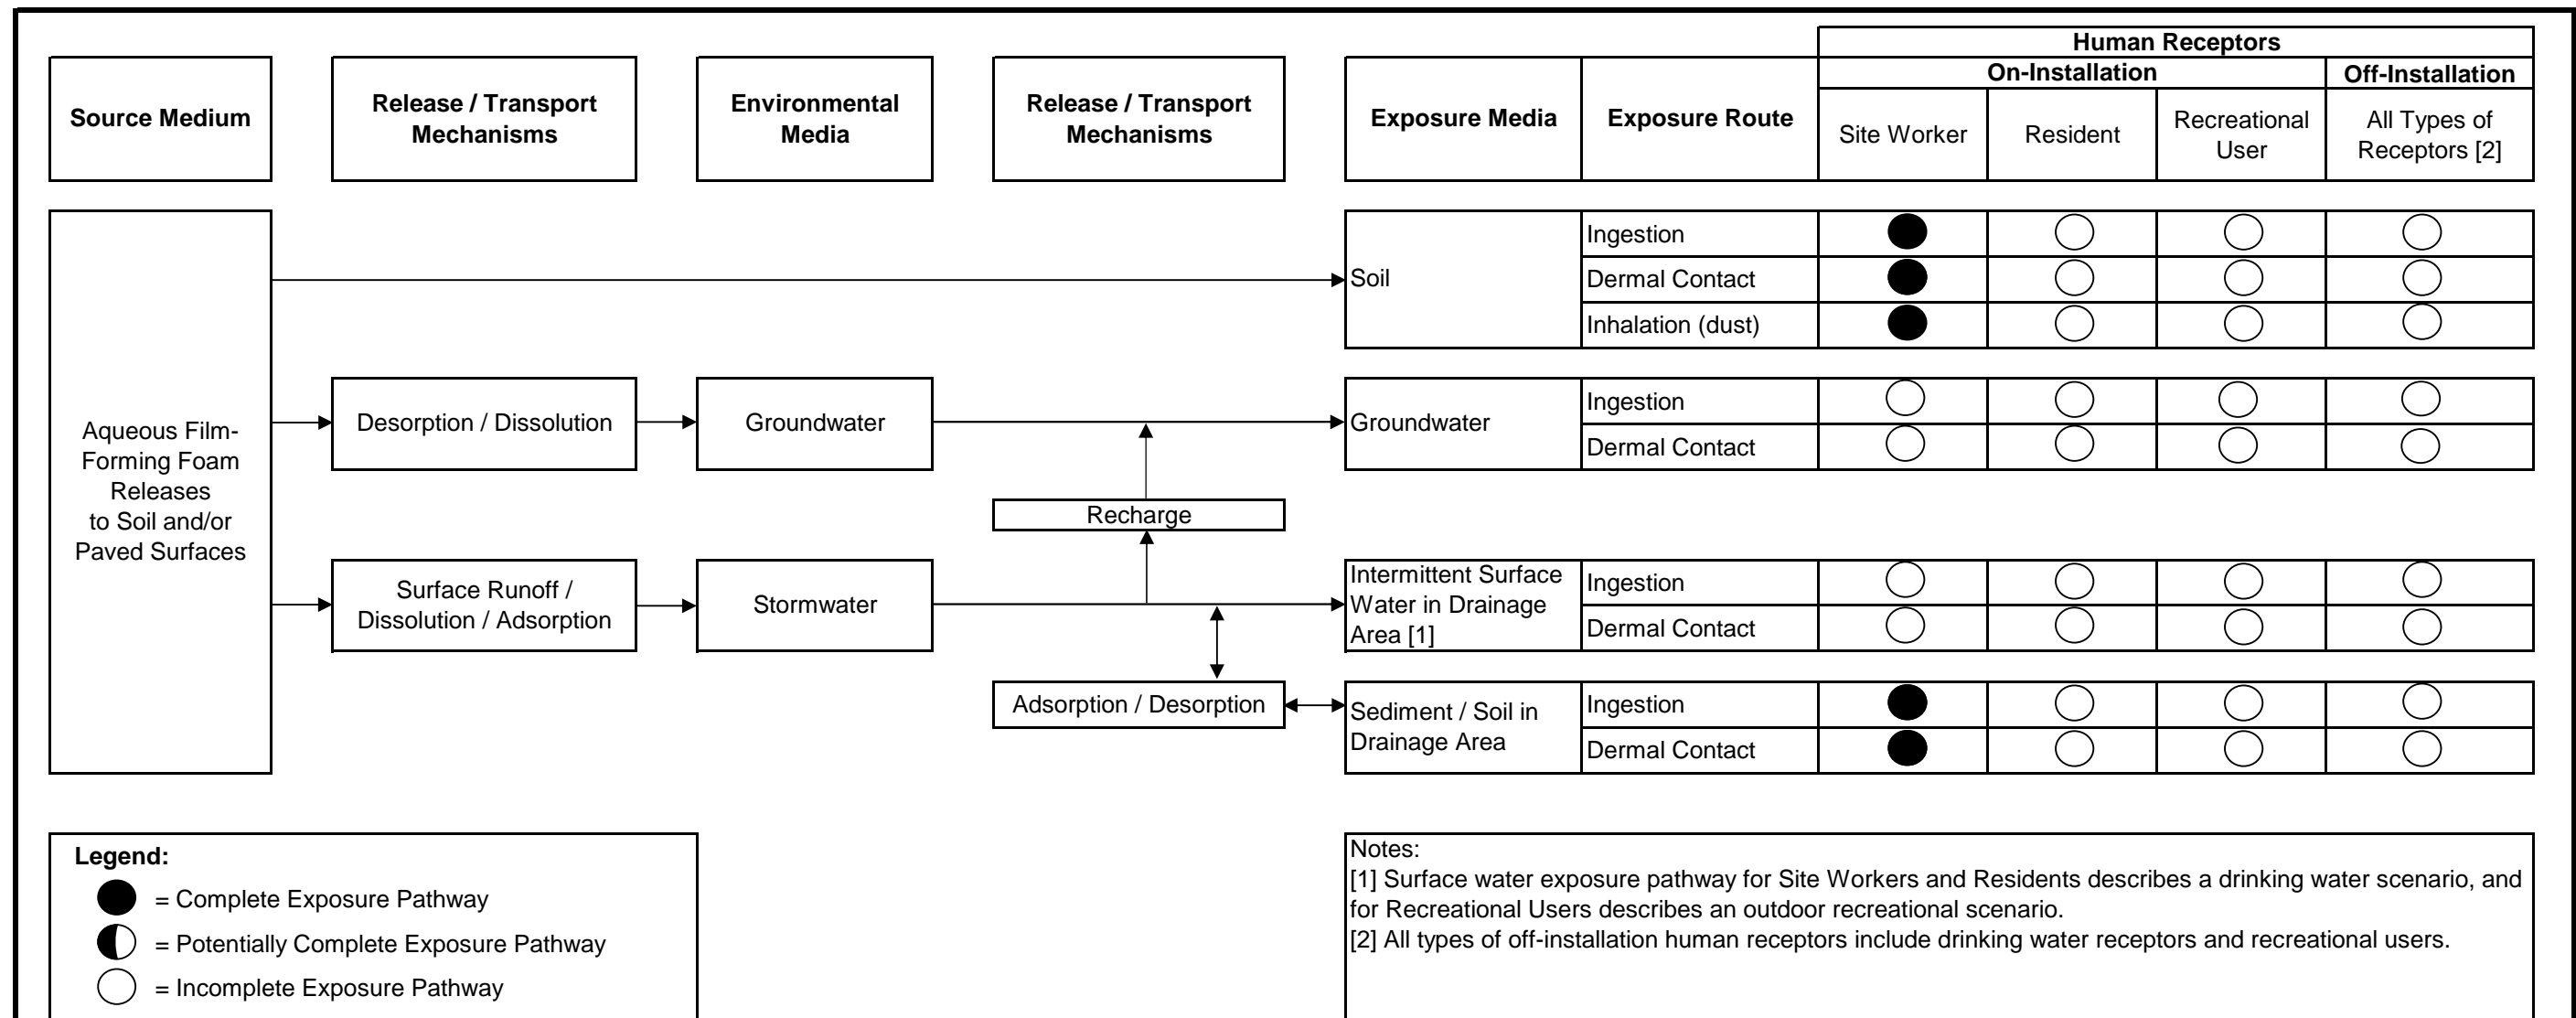 Human Receptors
On-Installation
Off-Installation
Source Medium
Release / Transport
Mechanisms
Environmental
Media
Release / Transport
Mechanisms
Exposure Media
Exposure Route
Site Worker
Resident
Recreational
User
All Types of
Receptors [2]
Aqueous Film-
Forming Foam
Releases
to Soil and/or
Paved Surfaces
Soil
Ingestion
Dermal Contact
Inhalation (dust)
Desorption / Dissolution
Groundwater
Groundwater
Ingestion
Dermal Contact
Recharge
Surface Runoff /
Dissolution / Adsorption
Stormwater
Intermittent Surface
Water in Drainage
Area [1]
Ingestion
Dermal Contact
Adsorption / Desorption
Sediment / Soil in
Drainage Area
Ingestion
Dermal Contact
Legend:
= Complete Exposure Pathway
= Potentially Complete Exposure Pathway
= Incomplete Exposure Pathway
Notes:
[1] Surface water exposure pathway for Site Workers and Residents describes a drinking water scenario, and
for Recreational Users describes an outdoor recreational scenario.
[2] All types of off-installation human receptors include drinking water receptors and recreational users.